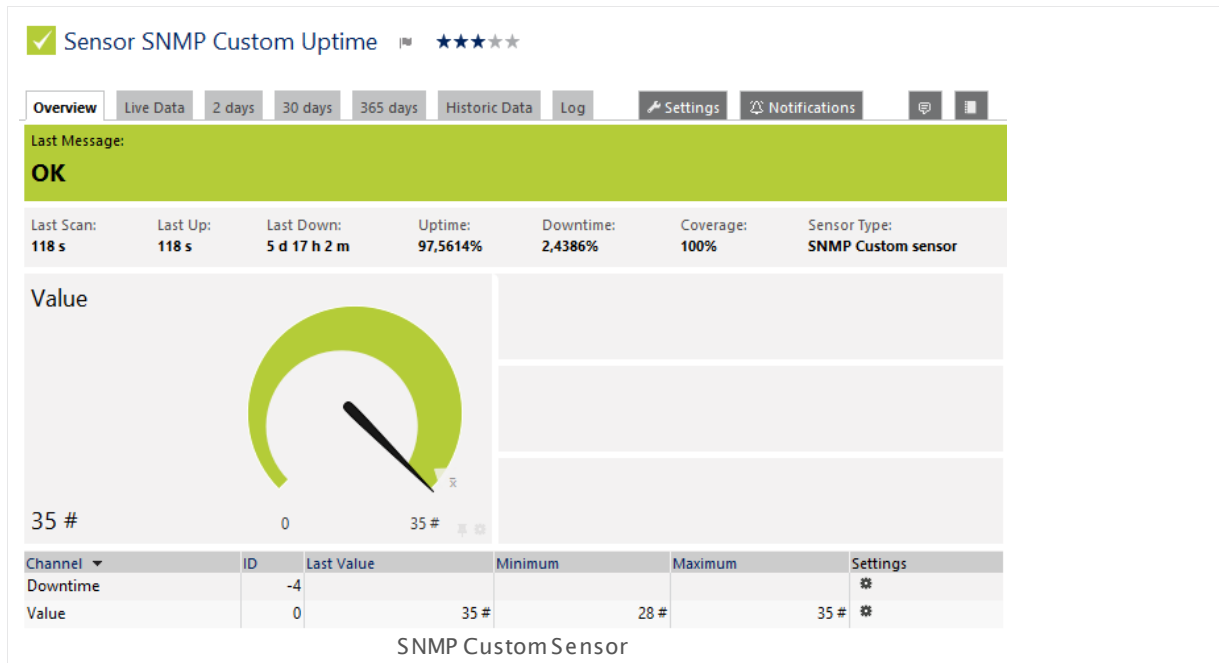 Sensor SNMP Custom Uptime
Overview Live Data 2 days 30 days 365 days Historic Data Log Settings Notifications
Last Message:
OK
Last Scan: Last Up: Last Down: Uptime: Downtime: Coverage: Sensor Type:
118 s 118 s 5 d 17 h 2 m 97,5614% 2,4386% 100% SNMP Custom sensor
Value
x̄
35 # 0 35 #
Channel ID Last Value Minimum Maximum Settings
Downtime -4
Value 0 35 # 28 # 35 #
SNMP Custom Sensor